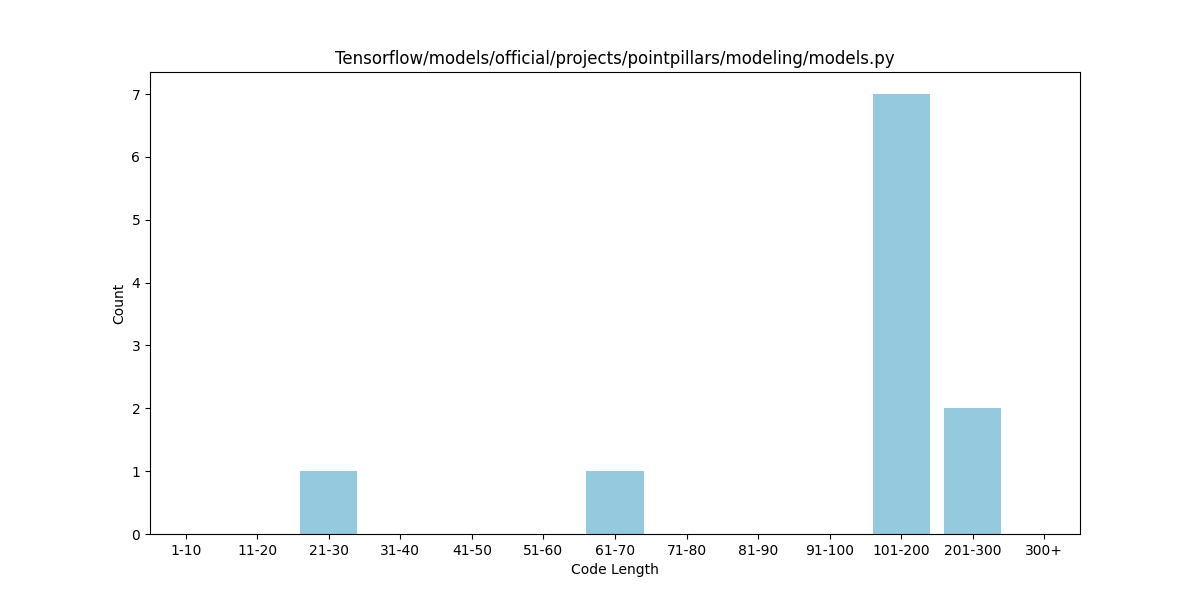 Tensorflow/models/official/projects/pointpillars/modeling/models.py
7
6
5
4
3
2
1
0
Count
1-10 11-20 21-30 31-40 41-50 51-60 61-70 71-80 81-90 91-100 101-200 201-300 300+
Code Length